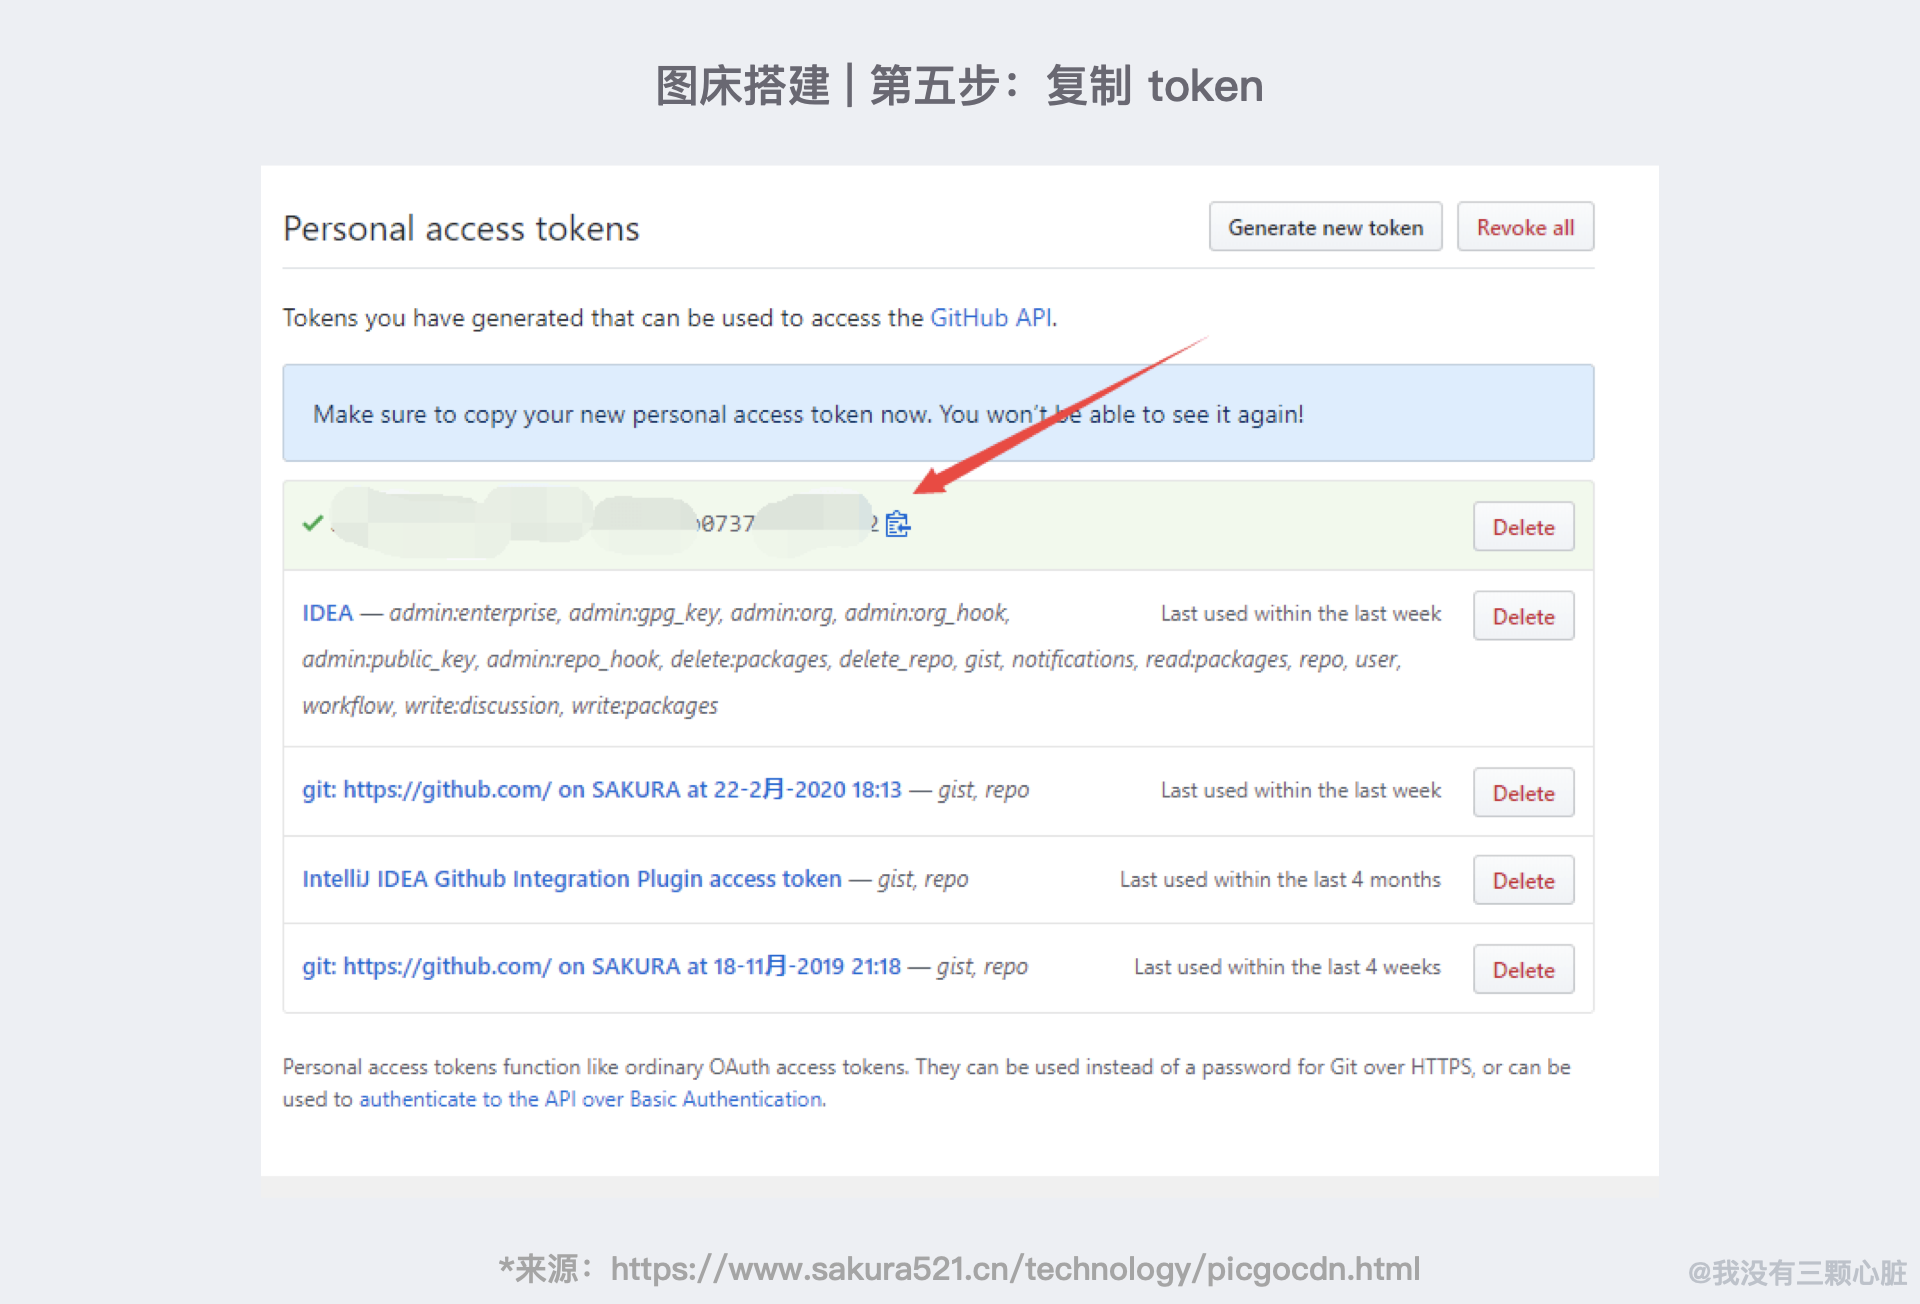 图床搭建 | 第五步：复制 token
Personal access tokens
Generate new token
Revoke all
Tokens you have generated that can be used to access the GitHub API.
Make sure to copy your new personal access token now. You won't be able to see it again!
0737
2
Delete
IDEA — admin:enterprise, admin:gpg_key, admin:org, admin:org_hook,
Last used within the last week
Delete
admin:public_key, admin:repo_hook, delete:packages, delete_repo, gist, notifications, read:packages, repo, user,
workflow, write:discussion, write:packages
git: https://github.com/ on SAKURA at 22-2月-2020 18:13 — gist, repo
Last used within the last week
Delete
IntelliJ IDEA Github Integration Plugin access token — gist, repo
Last used within the last 4 months
Delete
git: https://github.com/ on SAKURA at 18-11月-2019 21:18 — gist, repo
Last used within the last 4 weeks
Delete
Personal access tokens function like ordinary OAuth access tokens. They can be used instead of a password for Git over HTTPS, or can be
used to authenticate to the API over Basic Authentication.
*来源：https://www.sakura521.cn/technology/picgocdn.html
@我没有三颗心脏